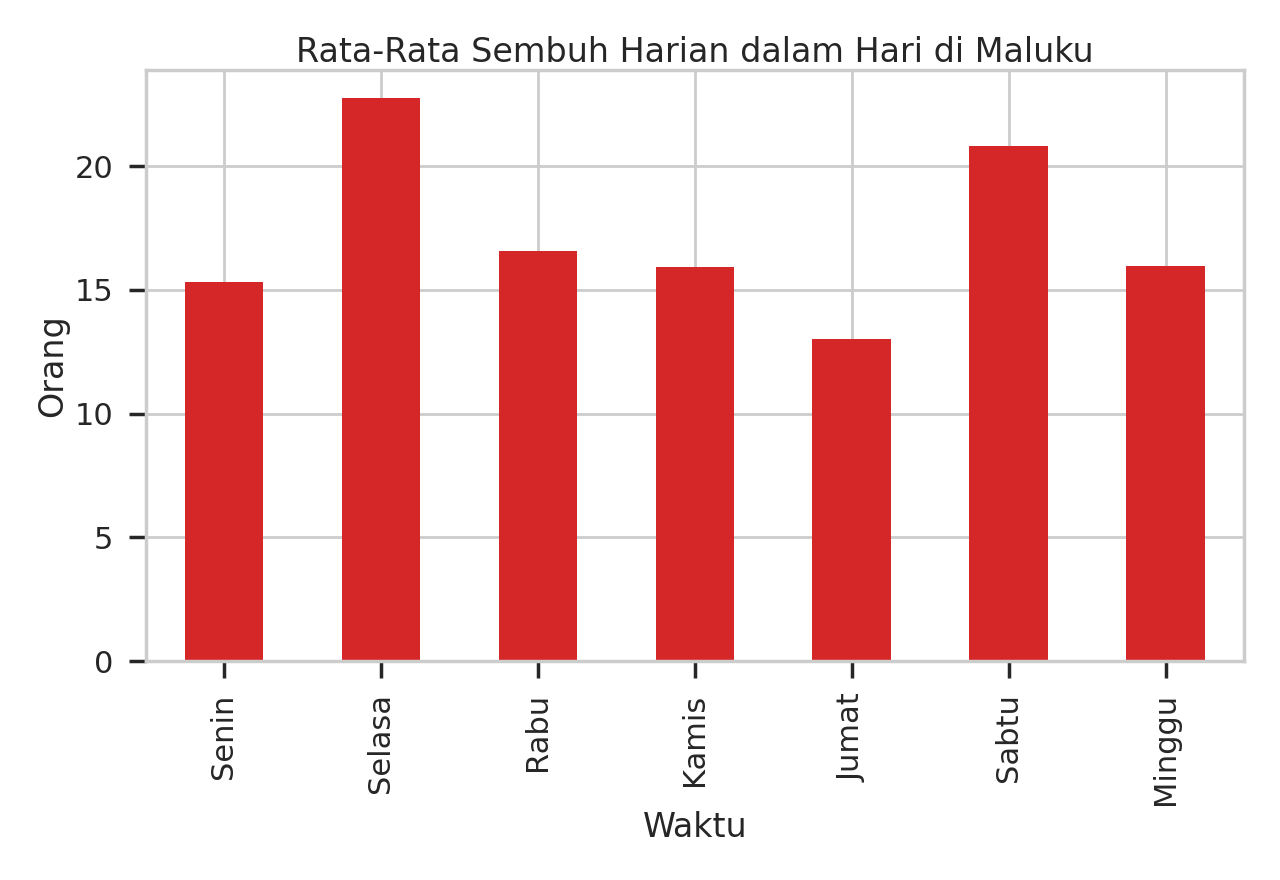 Rata-Rata Sembuh Harian dalam Hari di Maluku
Orang
20
15
10
5
0
Senin
Selasa
Rabu
Kamis
Jumat
Sabtu
Minggu
Waktu